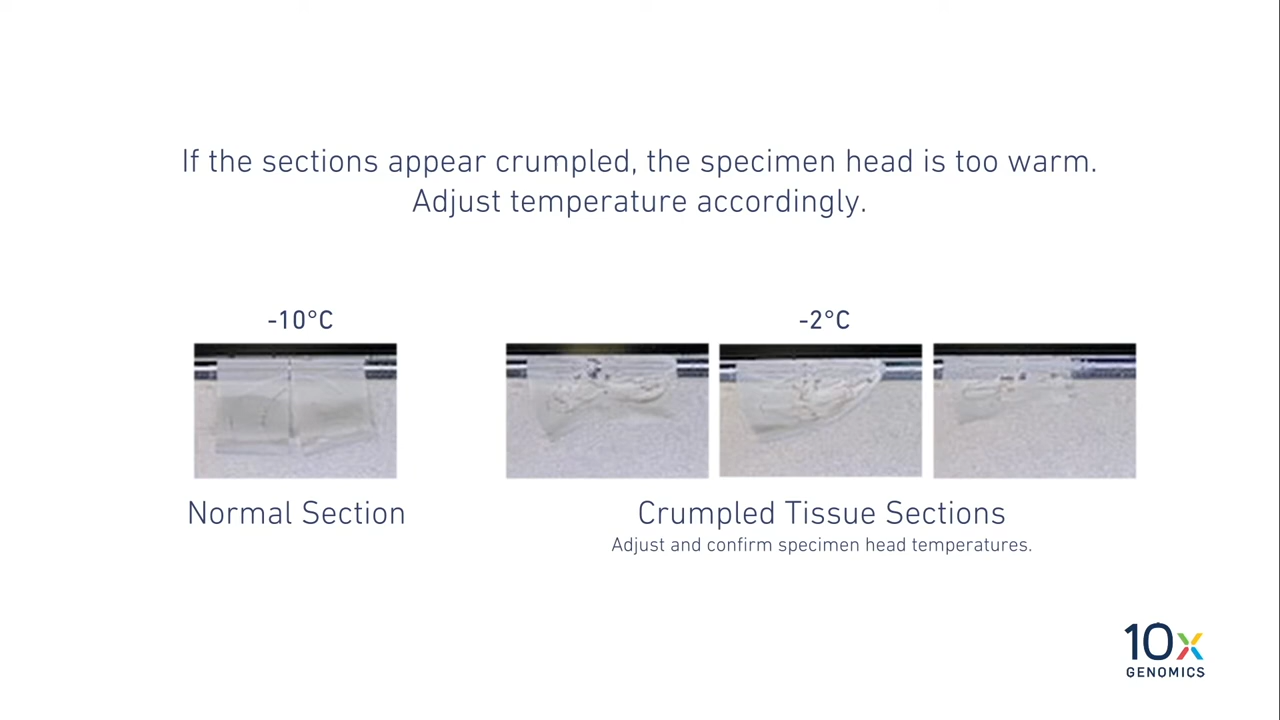 If the sections appear crumpled, the specimen head is too warm.
Adjust temperature accordingly.
-10°C
-2°C
Normal Section
Crumpled Tissue Sections
Adjust and confirm specimen head temperatures.
10x
GENOMICS